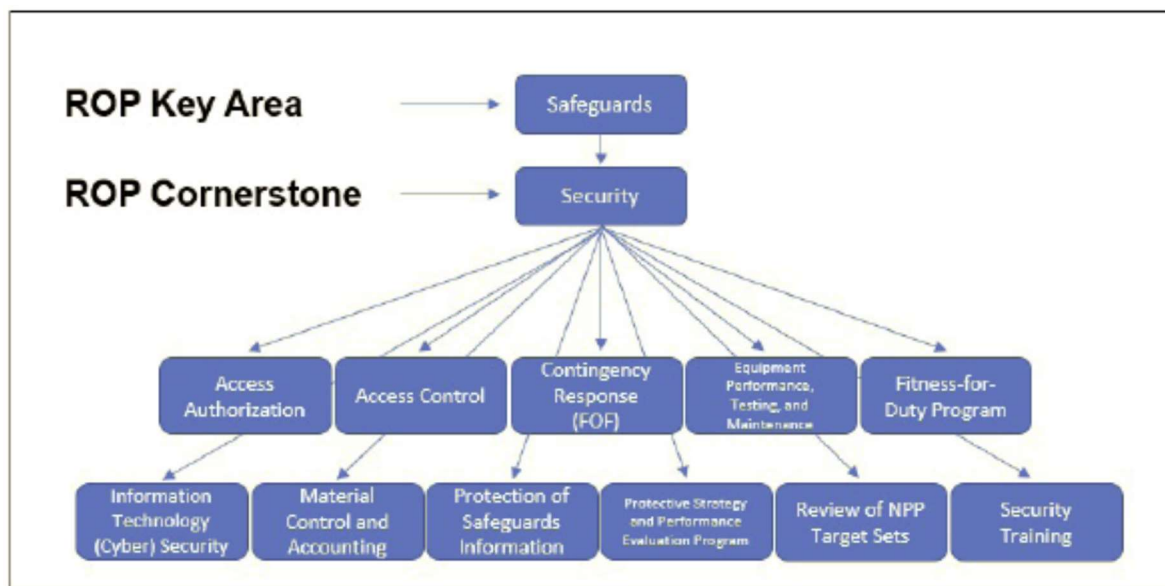 ROP Key Area
Safeguards
ROP Cornerstone
Security
Access
Authorization
Access Control
Contingency
Response
(FOF)
Equipment
Performance,
Testing, and
Maintenance
Fitness-for-
Duty Program
Information
Technology
(Cyber) Security
Material
Control and
Accounting
Protection of
Safeguards
Information
Protective Strategy
and Performance
Evaluation Program
Review of NPP
Target Sets
Security
Training